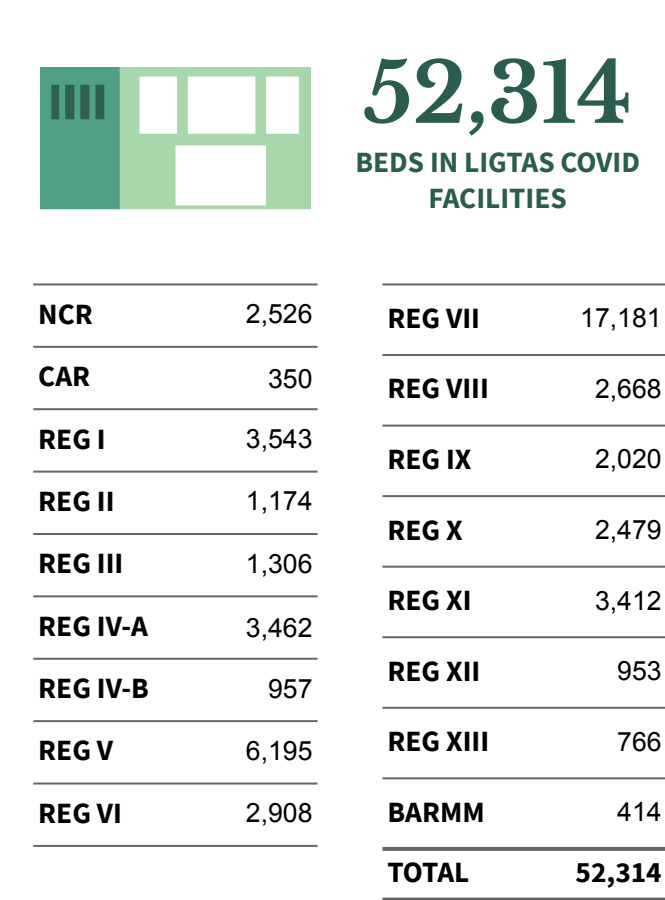 52,314
BEDS IN LIGTAS COVID
FACILITIES
NCR 2,526
CAR 350
REG I 3,543
REG II 1,174
REG III 1,306
REG IV-A 3,462
REG IV-B 957
REG V 6,195
REG VI 2,908
REG VII 17,181
REG VIII 2,668
REG IX 2,020
REG X 2,479
REG XI 3,412
REG XII 953
REG XIII 766
BARMM 414
TOTAL 52,314